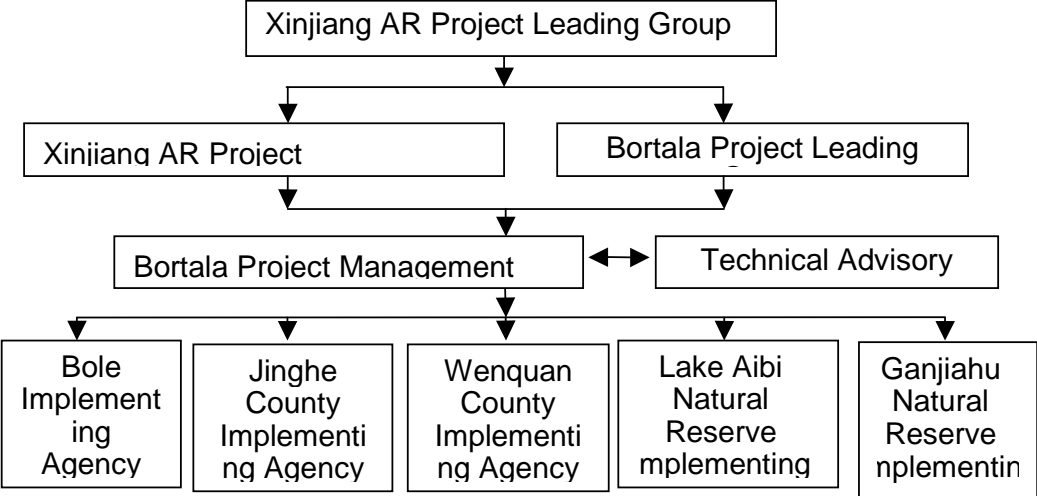 Xinjiang AR Project Leading Group
Xinjiang AR Project
Bortala Project Leading
Bortala Project Management
Technical Advisory
Bole
Implement
ing
Agency
Jinghe
County
Implementi
ng Agency
Wenquan
County
Implementi
ng Agency
Lake Aibi
Natural
Reserve
mplementing
Ganjiahu
Natural
Reserve
mplementin